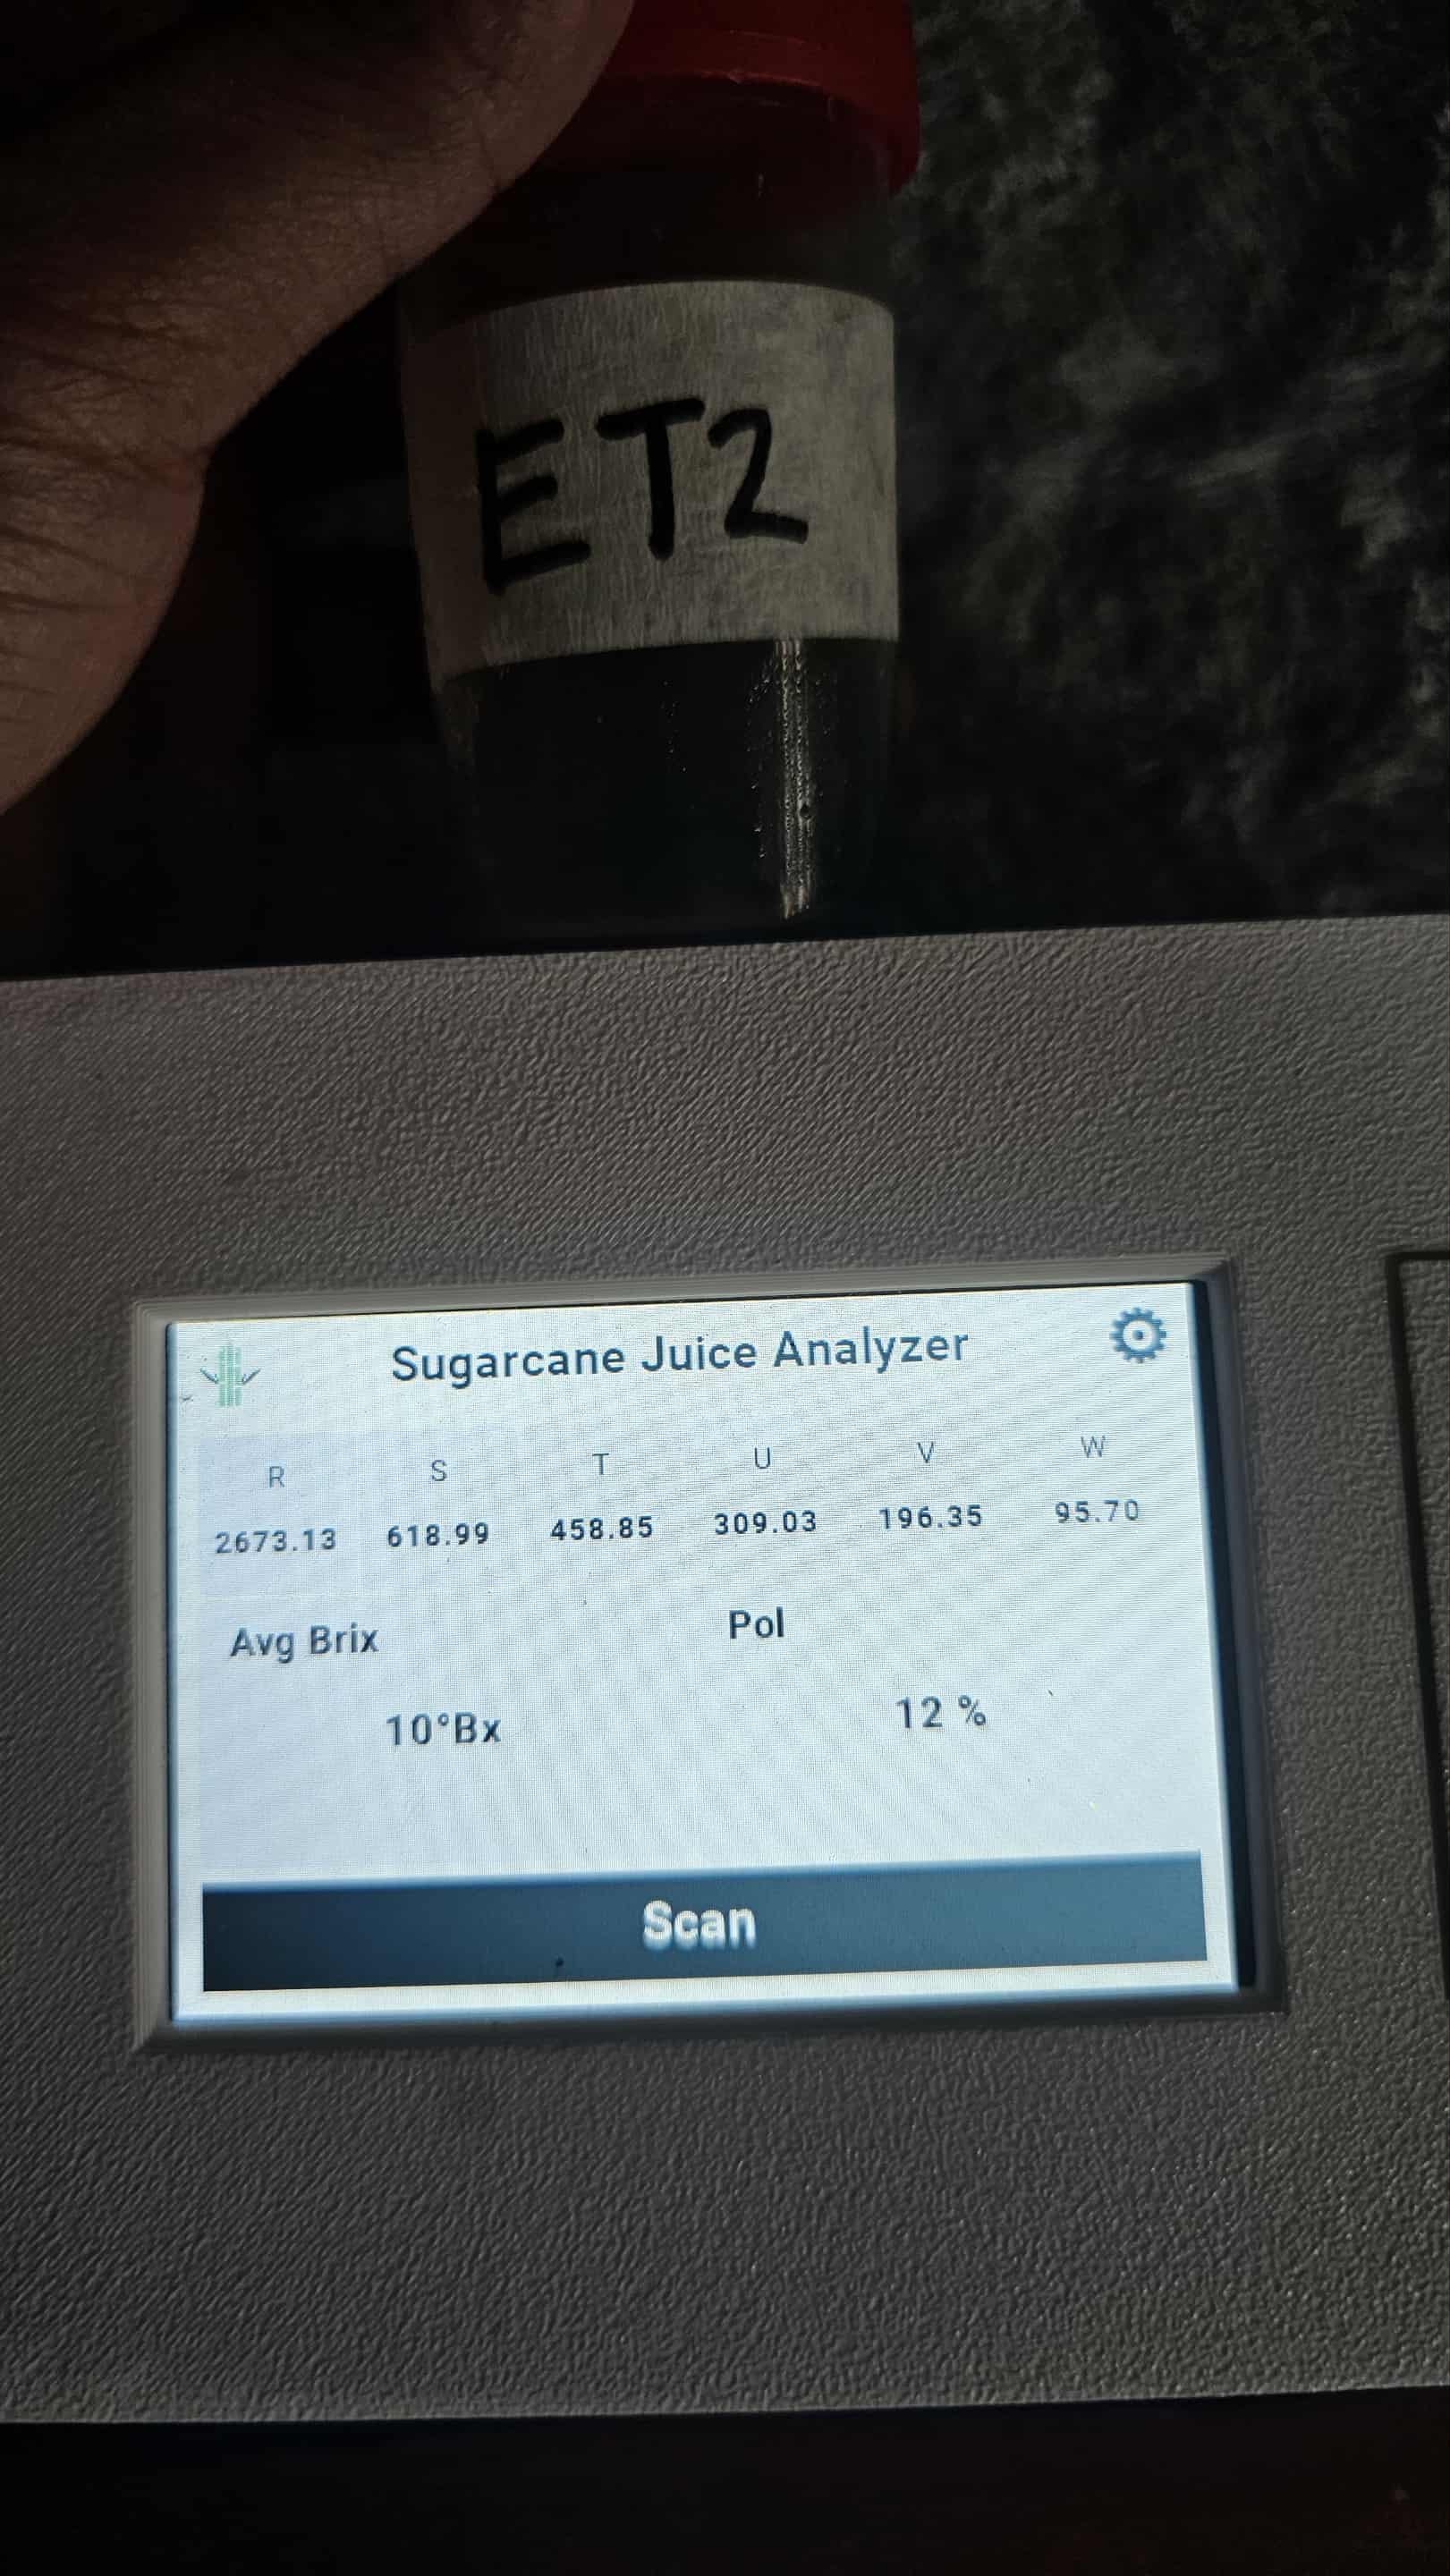 ET2
Sugarcane Juice Analyzer
R S T U V W
2673.13 618.99 458.85 309.03 196.35 95.70
Avg Brix Pol
10°Bx 12 %
Scan